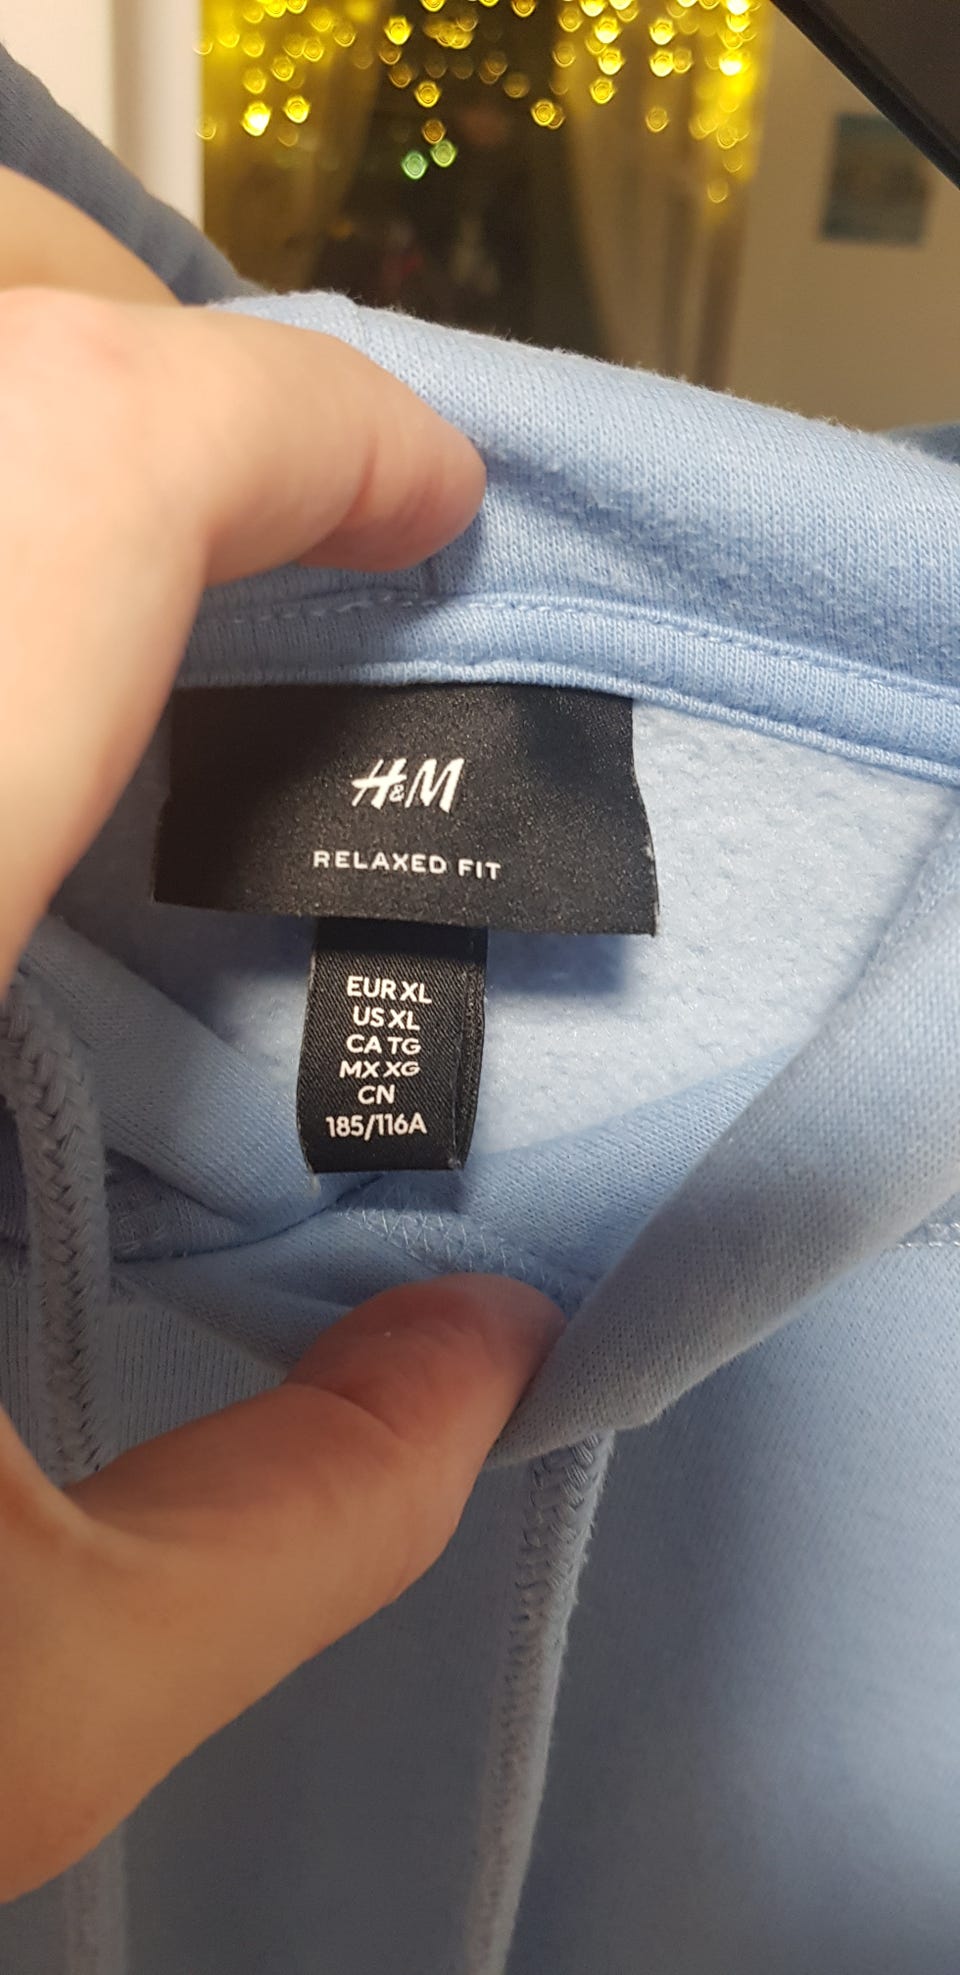 H&M
RELAXED FIT
EUR XL
US XL
CA TG
MX XG
CN
185/116A